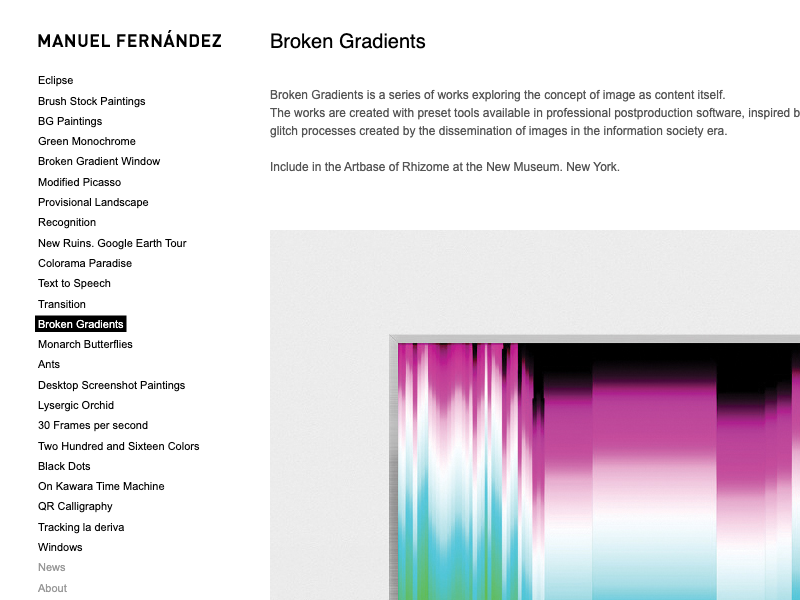 MANUEL FERNÁNDEZ
Eclipse
Brush Stock Paintings
BG Paintings
Green Monochrome
Broken Gradient Window
Modified Picasso
Provisional Landscape
Recognition
New Ruins. Google Earth Tour
Colorama Paradise
Text to Speech
Transition
Broken Gradients
Monarch Butterflies
Ants
Desktop Screenshot Paintings
Lysergic Orchid
30 Frames per second
Two Hundred and Sixteen Colors
Black Dots
On Kawara Time Machine
QR Calligraphy
Tracking la deriva
Windows
News
About
Broken Gradients
Broken Gradients is a series of works exploring the concept of image as content itself.
The works are created with preset tools available in professional postproduction software, inspired
glitch processes created by the dissemination of images in the information society era.
Include in the Artbase of Rhizome at the New Museum. New York.